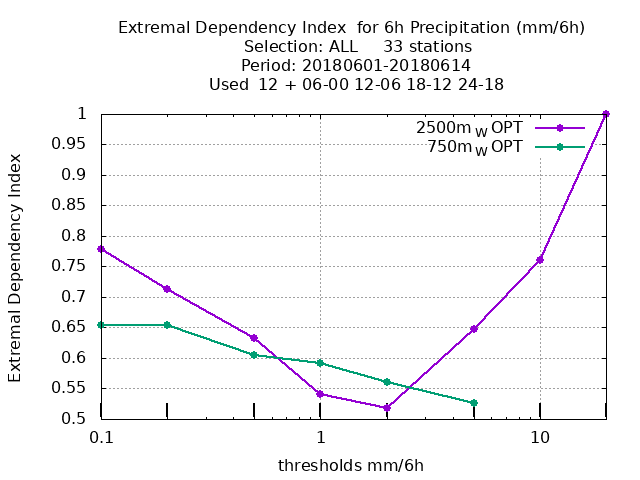 Extremal Dependency Index  for 6h Precipitation (mm/6h)
Selection: ALL     33 stations
Period: 20180601-20180614
Used  12 + 06-00 12-06 18-12 24-18
2500m_W OPT
750m_W OPT
Extremal Dependency Index
1
0.95
0.9
0.85
0.8
0.75
0.7
0.65
0.6
0.55
0.5
0.1
1
10
thresholds mm/6h